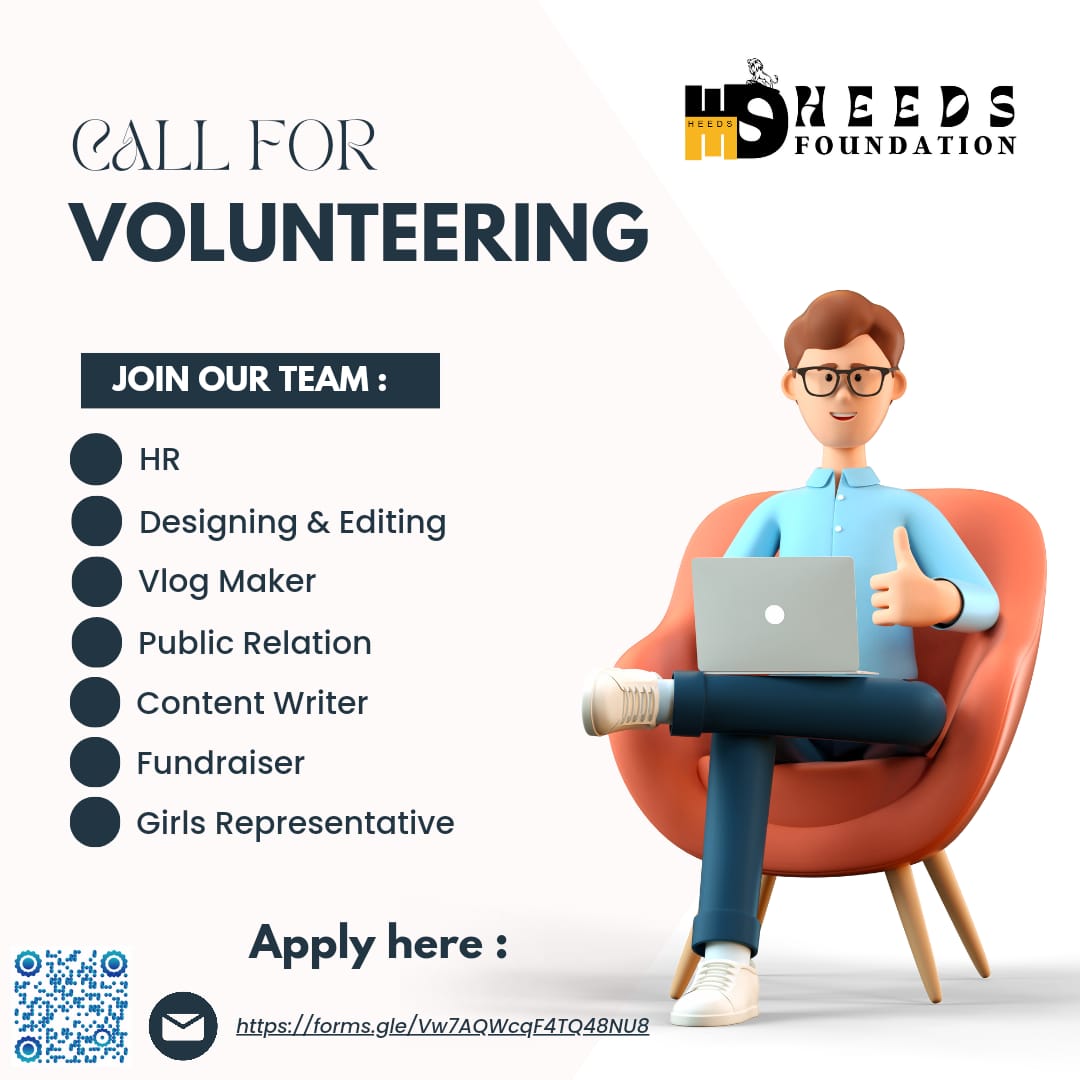 CALL FOR
VOLUNTEERING
HEEDS
HEEDS
FOUNDATION
JOIN OUR TEAM :
HR
Designing & Editing
Vlog Maker
Public Relation
Content Writer
Fundraiser
Girls Representative
Apply here :
https://forms.gle/Vw7AQWcqF4TQ48NU8